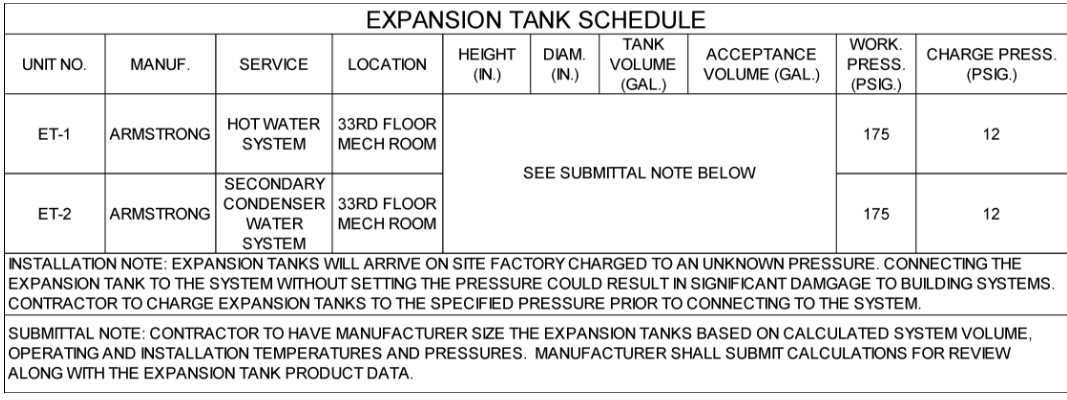 EXPANSION TANK SCHEDULE
UNIT NO. MANUF. SERVICE LOCATION HEIGHT (IN.) DIAM. (IN.) TANK VOLUME (GAL.) ACCEPTANCE VOLUME (GAL.) WORK. PRESS. (PSIG.) CHARGE PRESS. (PSIG.)
ET-1 ARMSTRONG HOT WATER SYSTEM 33RD FLOOR MECH ROOM SEE SUBMITTAL NOTE BELOW 175 12
ET-2 ARMSTRONG SECONDARY CONDENSER WATER SYSTEM 33RD FLOOR MECH ROOM 175 12
INSTALLATION NOTE: EXPANSION TANKS WILL ARRIVE ON SITE FACTORY CHARGED TO AN UNKNOWN PRESSURE. CONNECTING THE
EXPANSION TANK TO THE SYSTEM WITHOUT SETTING THE PRESSURE COULD RESULT IN SIGNIFICANT DAMGAGE TO BUILDING SYSTEMS.
CONTRACTOR TO CHARGE EXPANSION TANKS TO THE SPECIFIED PRESSURE PRIOR TO CONNECTING TO THE SYSTEM.
SUBMITTAL NOTE: CONTRACTOR TO HAVE MANUFACTURER SIZE THE EXPANSION TANKS BASED ON CALCULATED SYSTEM VOLUME,
OPERATING AND INSTALLATION TEMPERATURES AND PRESSURES. MANUFACTURER SHALL SUBMIT CALCULATIONS FOR REVIEW
ALONG WITH THE EXPANSION TANK PRODUCT DATA.